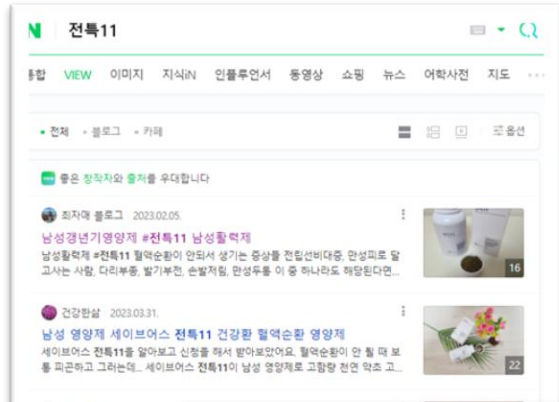 N 전특11
통합 VIEW 이미지 지식iN 인플루언서 동영상 쇼핑 뉴스 어학사전 지도 ...
• 전체 • 블로그 • 카페 옵션
좋은 창작자와 출처를 우대합니다
최자매 블로그 2023.02.05.
남성갱년기영양제 #전특11 남성활력제
남성활력제 #전특11 혈액순환이 안되서 생기는 증상들 전립선비대증, 만성피로 달
고사는 사람, 다리부종, 발기부전, 손발저림, 만성두통 이 중 하나라도 해당된다면...
16
건강한삶 2023.03.31.
남성 영양제 세이브어스 전특11 건강환 혈액순환 영양제
세이브어스 전특11을 알아보고 신청을 해서 받아보았어요. 혈액순환이 안 될 때 보
통 피곤하고 그러는데... 세이브어스 전특11이 남성 영양제로 고함량 천연 약초 고...
22